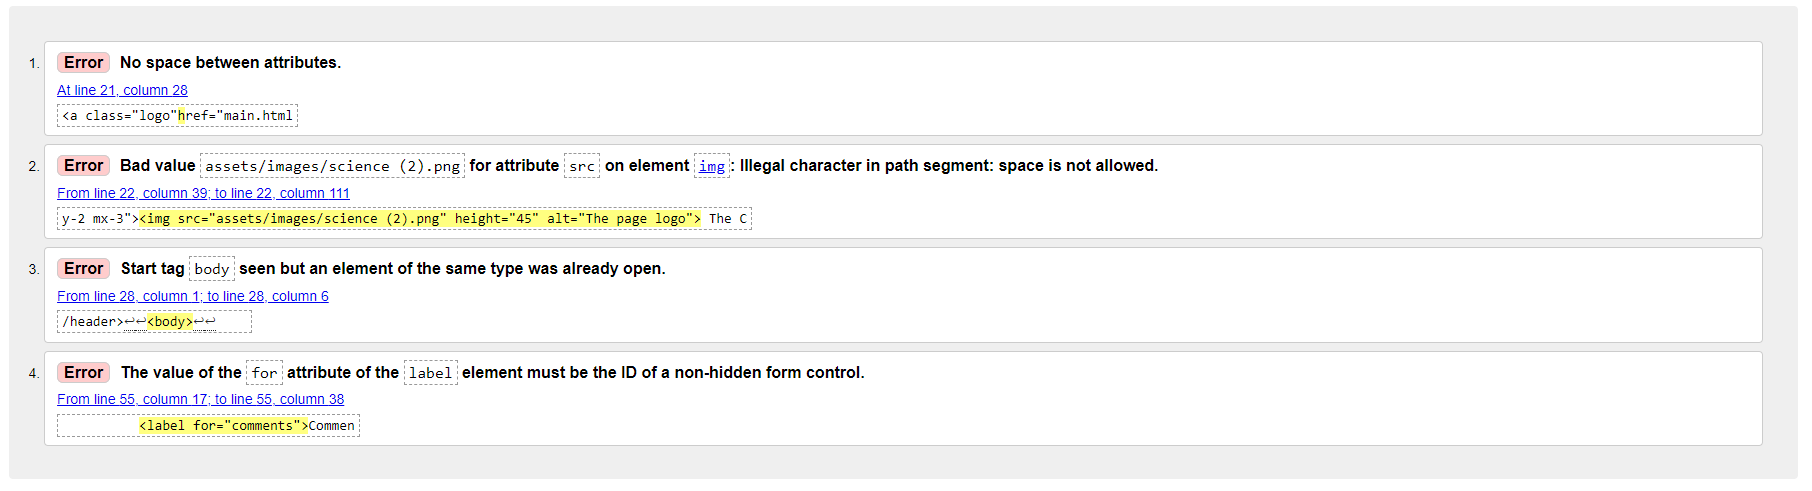 1. Error No space between attributes.
At line 21, column 28
<a class="logo"href="main.html
2. Error Bad value assets/images/science (2).png for attribute src on element img: Illegal character in path segment: space is not allowed.
From line 22, column 39; to line 22, column 111
y-2 mx-3"><img src="assets/images/science (2).png" height="45" alt="The page logo"> The C
3. Error Start tag body seen but an element of the same type was already open.
From line 28, column 1; to line 28, column 6
/header>↩↩<body>↩↩
4. Error The value of the for attribute of the label element must be the ID of a non-hidden form control.
From line 55, column 17; to line 55, column 38
<label for="comments">Commen